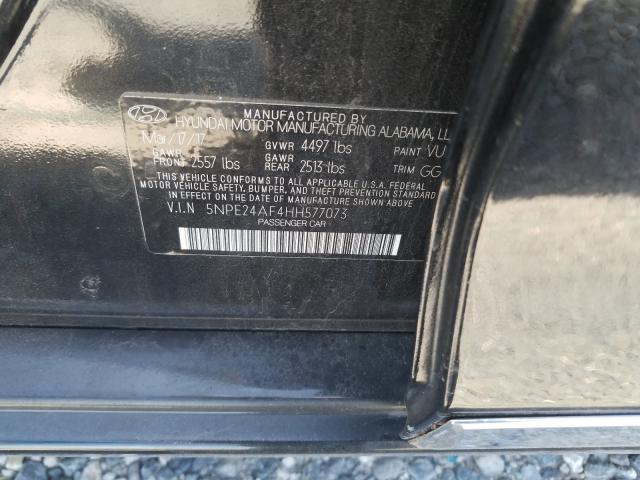 MANUFACTURED BY
HYUNDAI MOTOR MANUFACTURING ALABAMA, LL
Mar/17/17 GVWR 4497 lbs PAINT VU
GAWR FRONT 2557 lbs GAWR REAR 2513 lbs TRIM GG
THIS VEHICLE CONFORMS TO ALL APPLICABLE U.S.A. FEDERAL
MOTOR VEHICLE SAFETY, BUMPER, AND THEFT PREVENTION STANDARDS
IN EFFECT ON THE DATE OF MANUFACTURE SHOWN ABOVE.
V.I.N 5NPE24AF4HH577073
PASSENGER CAR